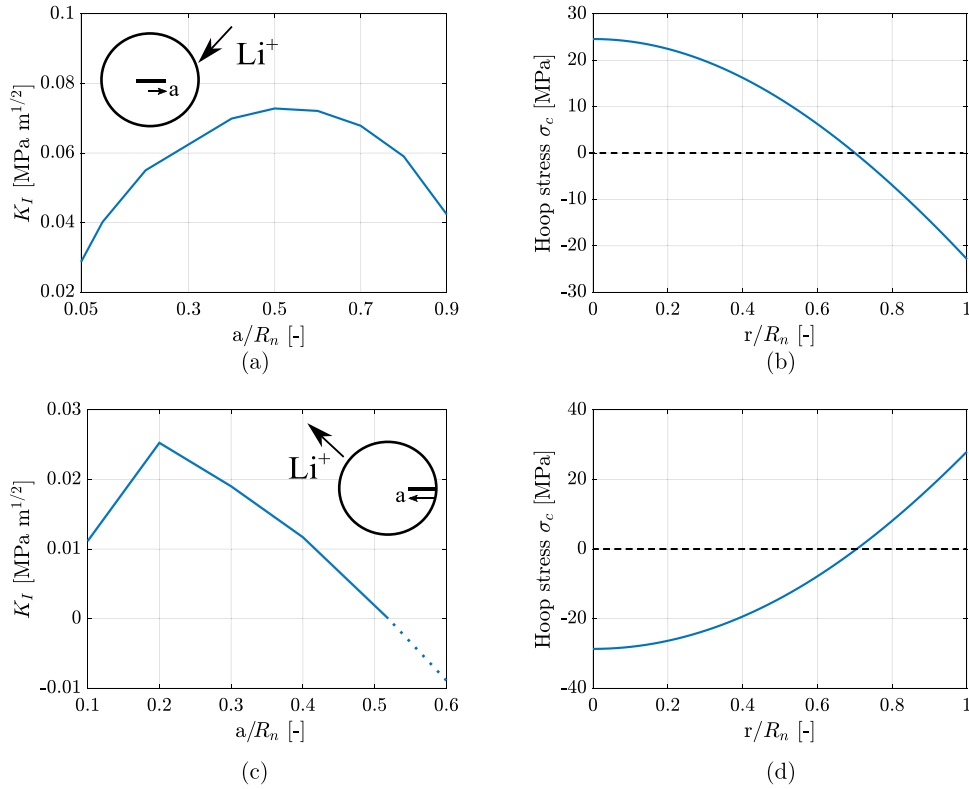 0.1
0.08
0.06
0.04
0.02
K_I [MPa m^{1/2}]
Li⁺
a
0.05
0.3
0.5
0.7
0.9
a/R_n [-]
(a)
30
20
10
0
-10
-20
-30
Hoop stress σ_c [MPa]
0
0.2
0.4
0.6
0.8
1
r/R_n [-]
(b)
0.03
0.02
0.01
0
-0.01
K_I [MPa m^{1/2}]
Li⁺
a
0.1
0.2
0.3
0.4
0.5
0.6
a/R_n [-]
(c)
40
20
0
-20
-40
Hoop stress σ_c [MPa]
0
0.2
0.4
0.6
0.8
1
r/R_n [-]
(d)